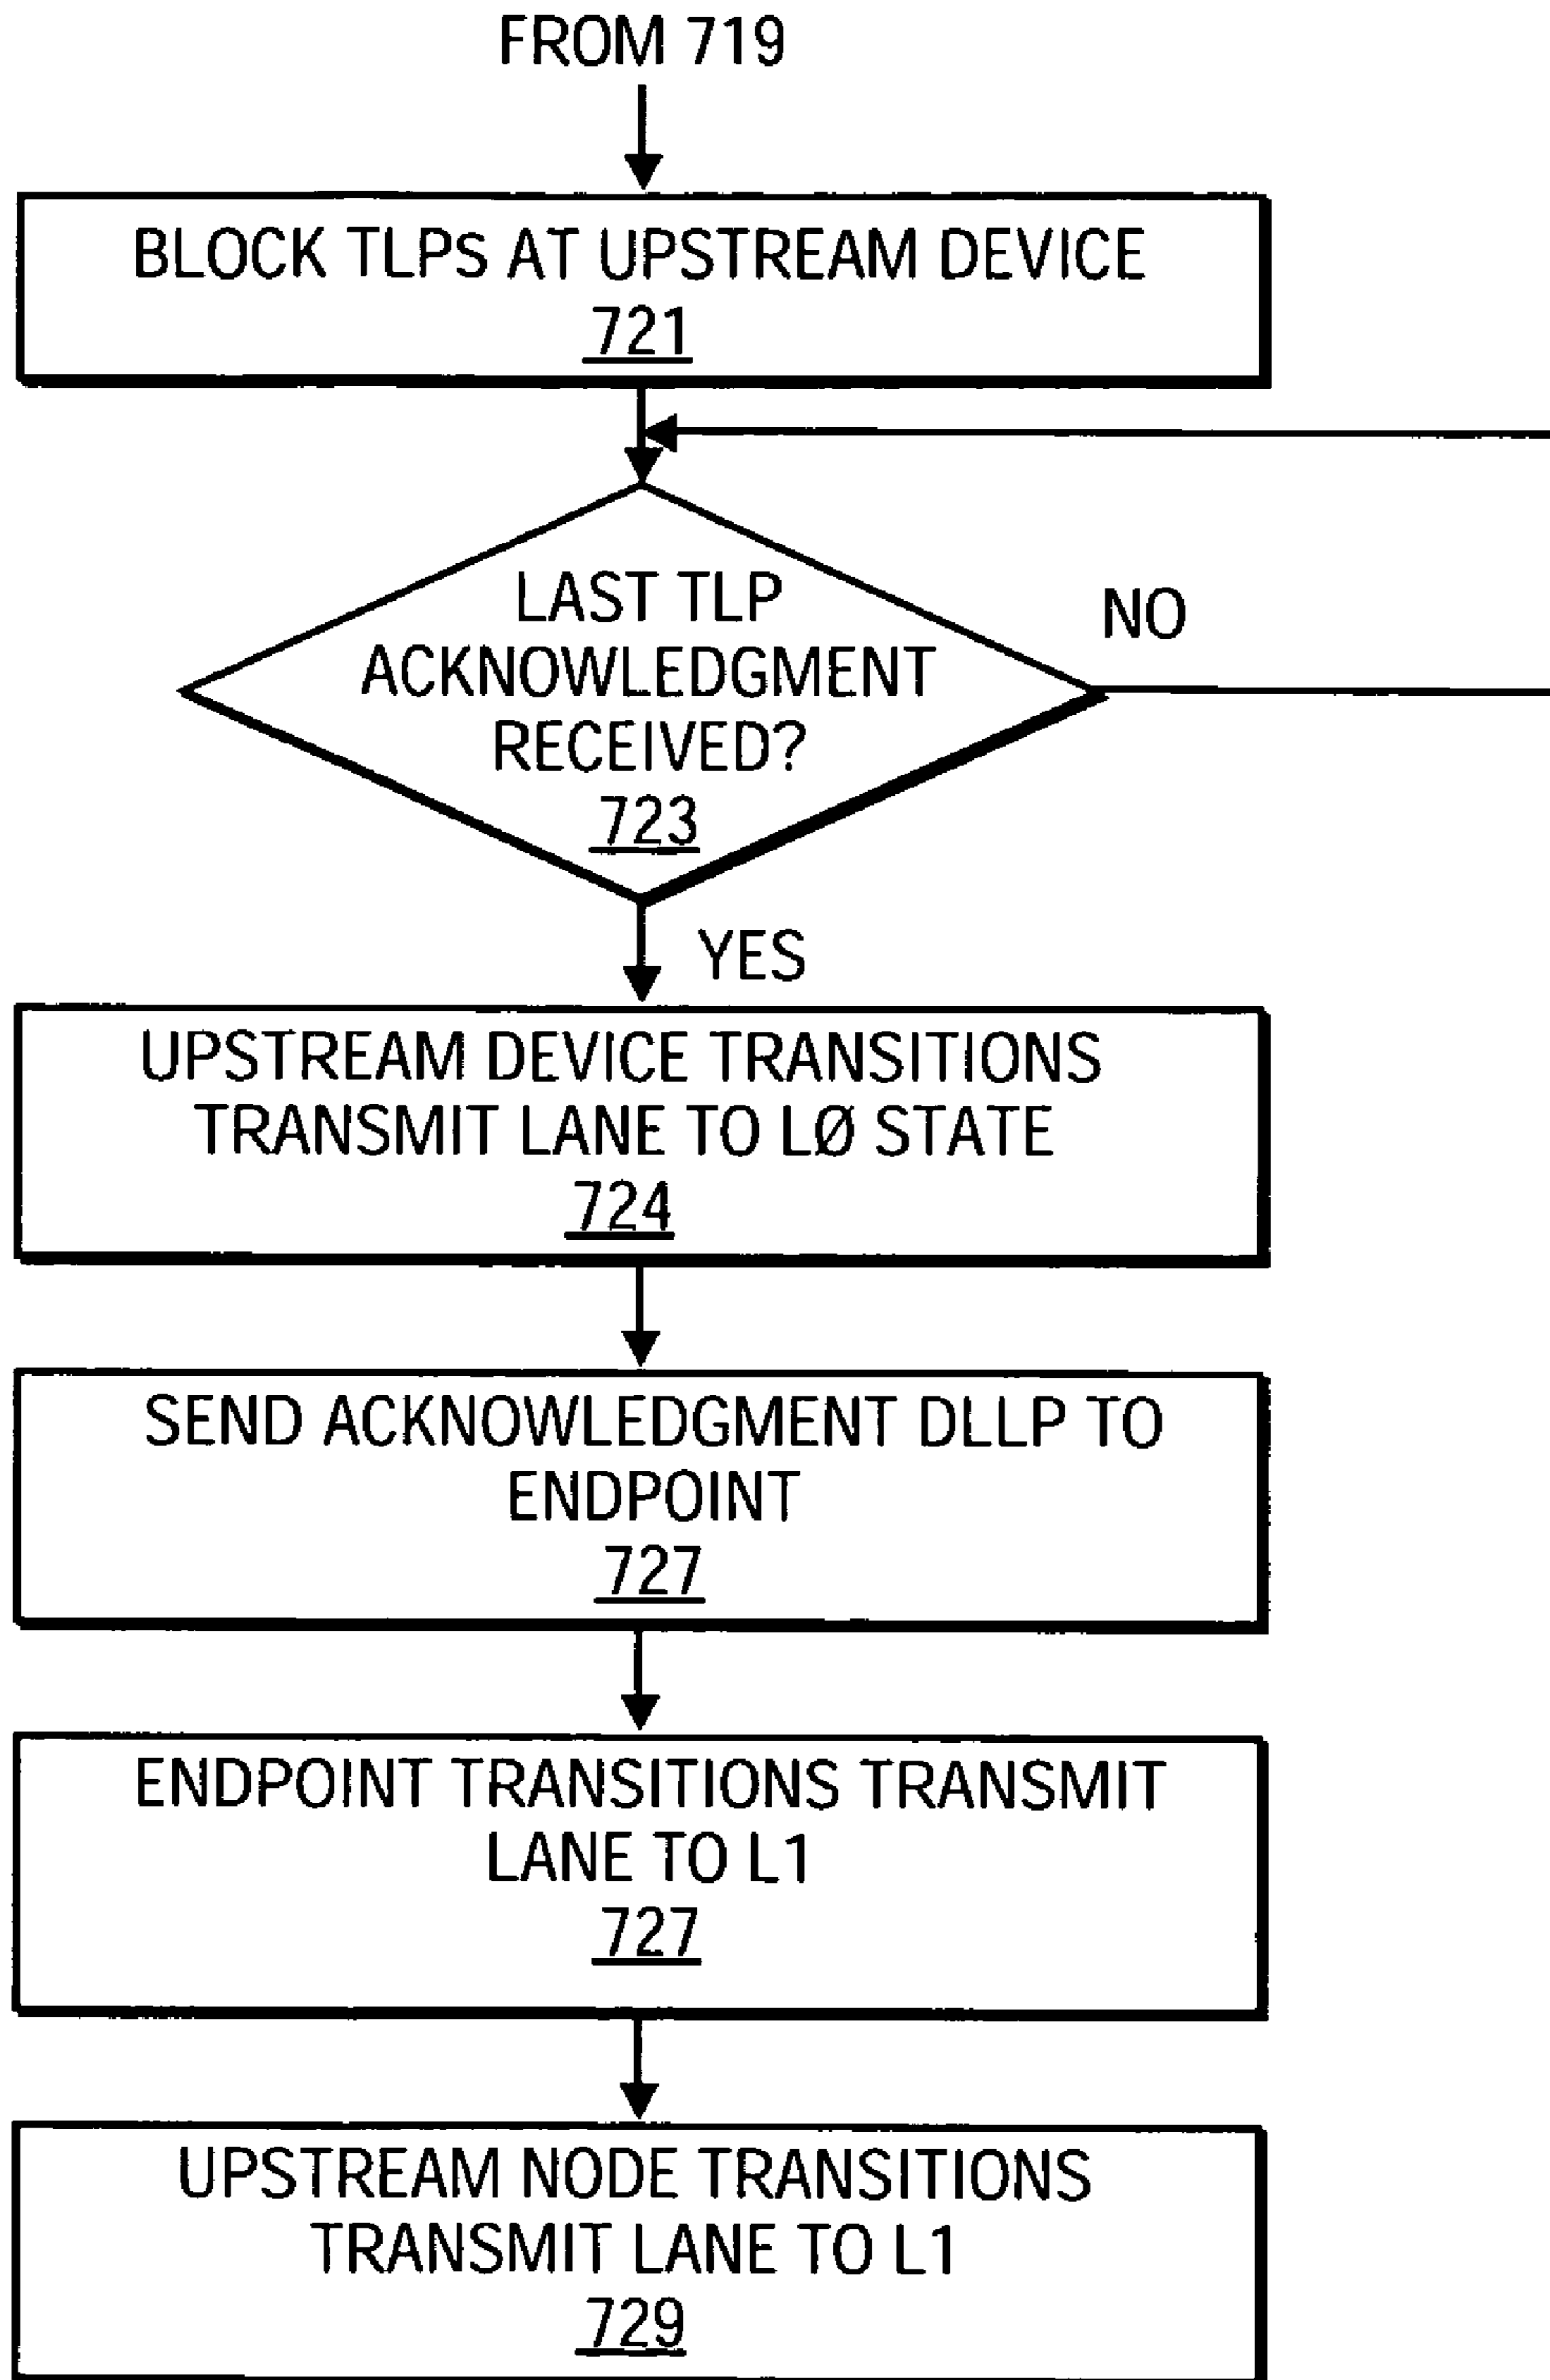 FROM 719
BLOCK TLPs AT UPSTREAM DEVICE
721
LAST TLP
ACKNOWLEDGMENT
RECEIVED?
723
NO
YES
UPSTREAM DEVICE TRANSITIONS
TRANSMIT LANE TO LØ STATE
724
SEND ACKNOWLEDGMENT DLLP TO
ENDPOINT
727
ENDPOINT TRANSITIONS TRANSMIT
LANE TO L1
727
UPSTREAM NODE TRANSITIONS
TRANSMIT LANE TO L1
729